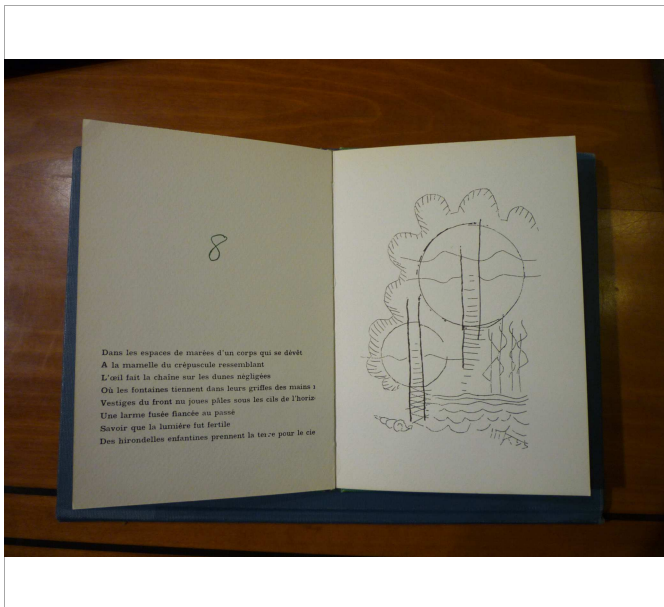 8
Dans les espaces de marées d'un corps qui se dévêt
A la mamelle du crépuscule ressemblant
L'œil fait la chaîne sur les dunes négligées
Où les fontaines tiennent dans leurs griffes des mains
Vestiges du front nu joues pâles sous les cils de l'horiz
Une larme fusée fiancée au passé
Savoir que la lumière fut fertile
Des hirondelles enfantines prennent la terre pour le cie